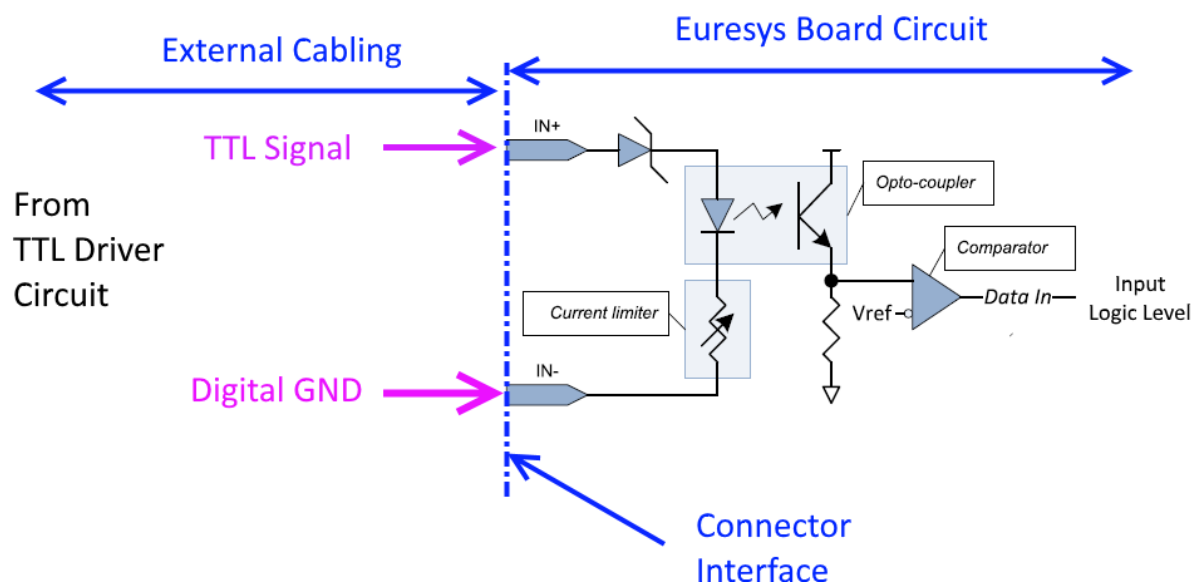 External Cabling
Euresys Board Circuit
TTL Signal
IN+
Opto-coupler
From
TTL Driver
Circuit
Comparator
Current limiter
Vref
Data In
Input
Logic Level
Digital GND
IN-
Connector
Interface